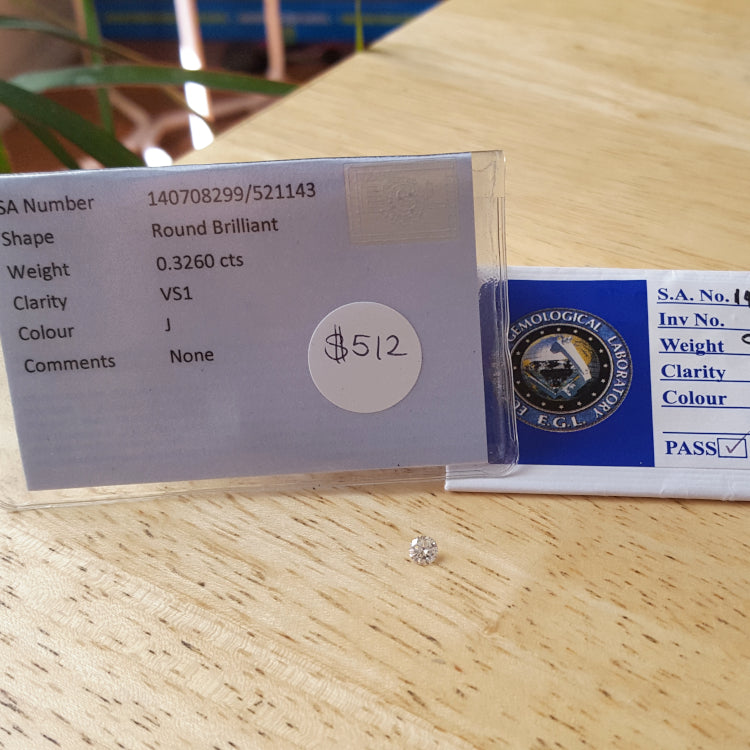 SA Number 140708299/521143
Shape Round Brilliant
Weight 0.3260 cts
Clarity VS1
Colour J
Comments None
$512
GEMOLOGICAL LABORATORY
E.G.L.
S.A. No.
Inv No.
Weight
Clarity
Colour
PASS